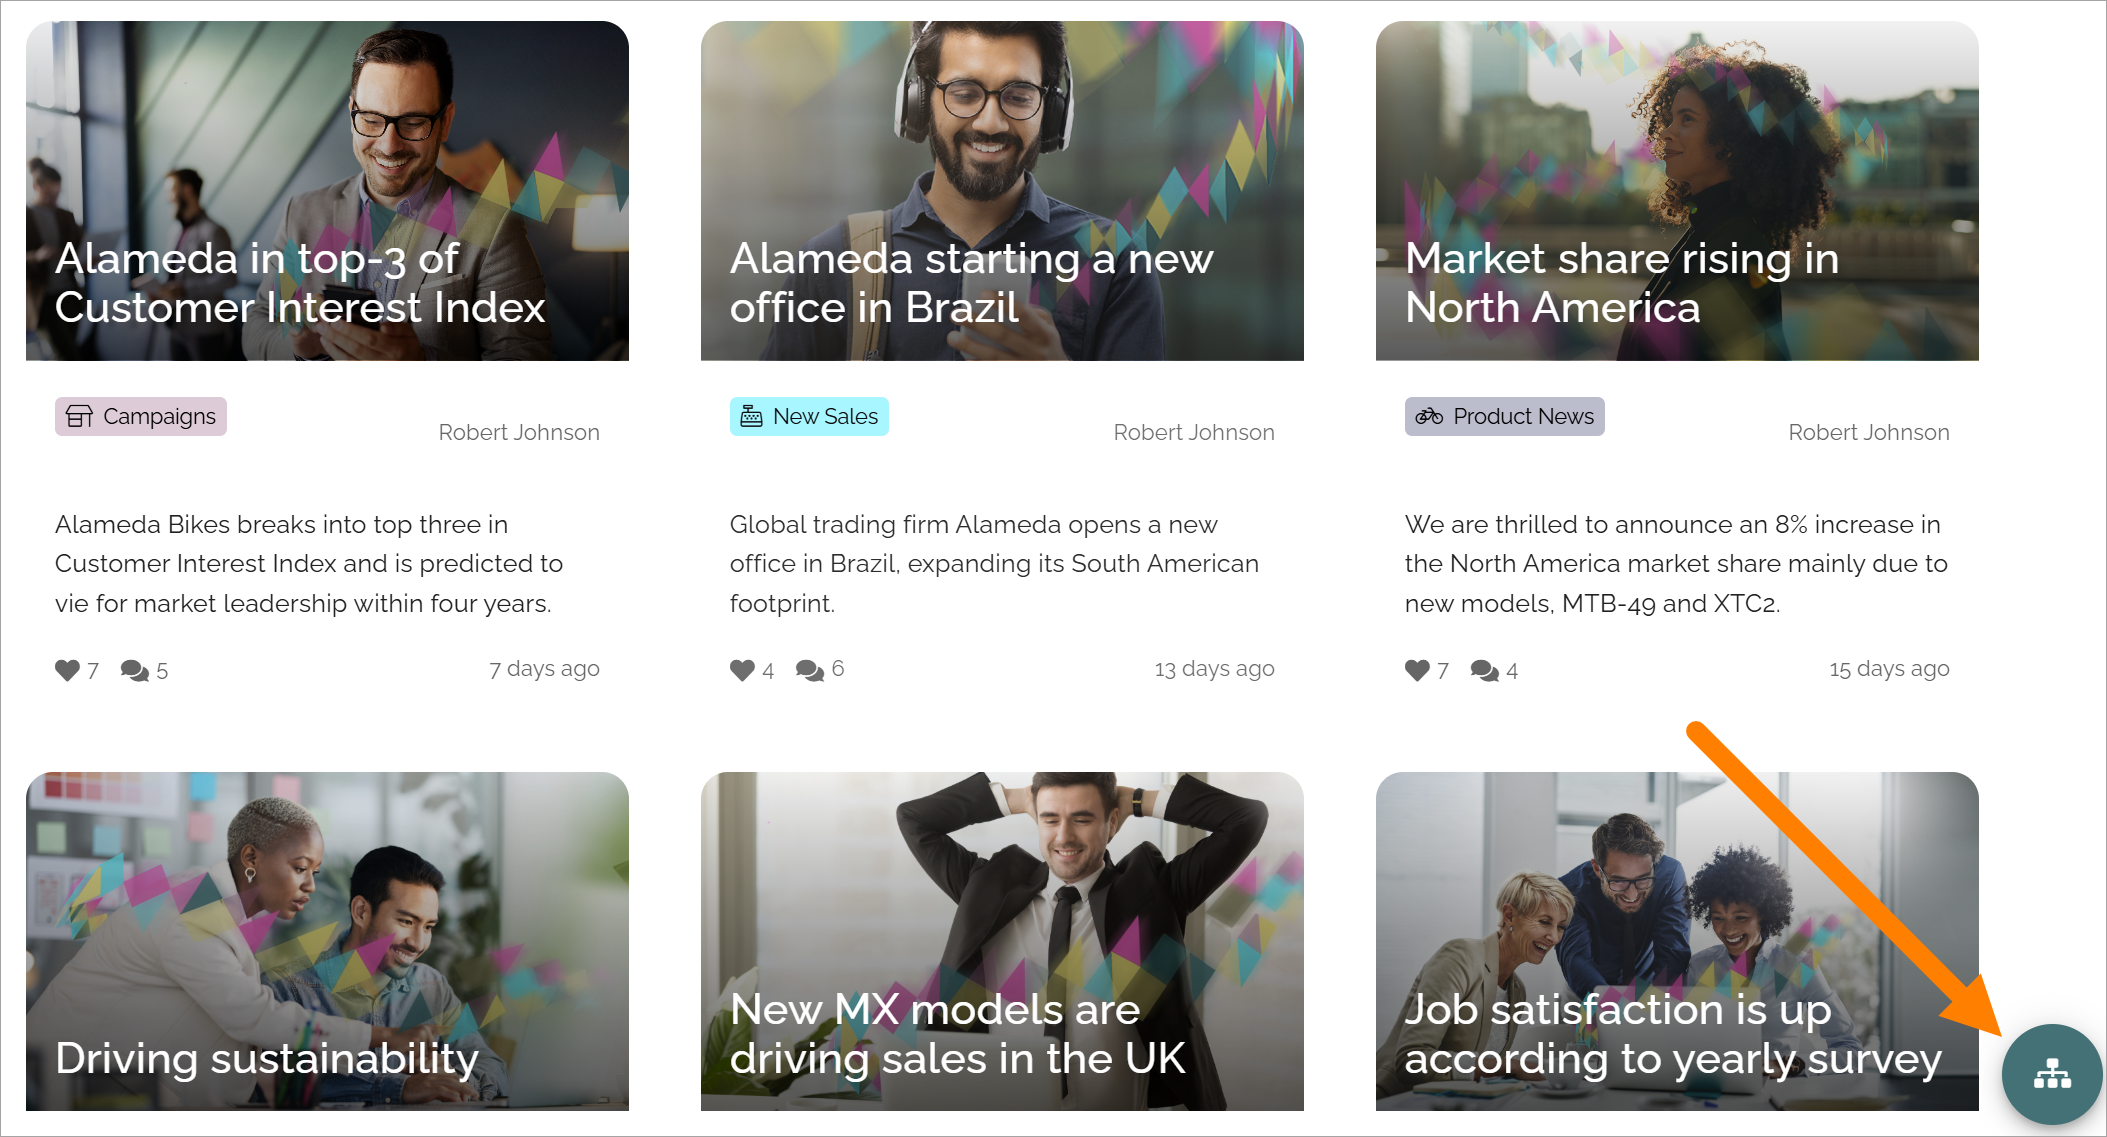 Alameda in top-3 of
Customer Interest Index
Campaigns
Robert Johnson
Alameda Bikes breaks into top three in
Customer Interest Index and is predicted to
vie for market leadership within four years.
7 5 7 days ago
Alameda starting a new
office in Brazil
New Sales
Robert Johnson
Global trading firm Alameda opens a new
office in Brazil, expanding its South American
footprint.
4 6 13 days ago
Market share rising in
North America
Product News
Robert Johnson
We are thrilled to announce an 8% increase in
the North America market share mainly due to
new models, MTB-49 and XTC2.
7 4 15 days ago
Driving sustainability
New MX models are
driving sales in the UK
Job satisfaction is up
according to yearly survey